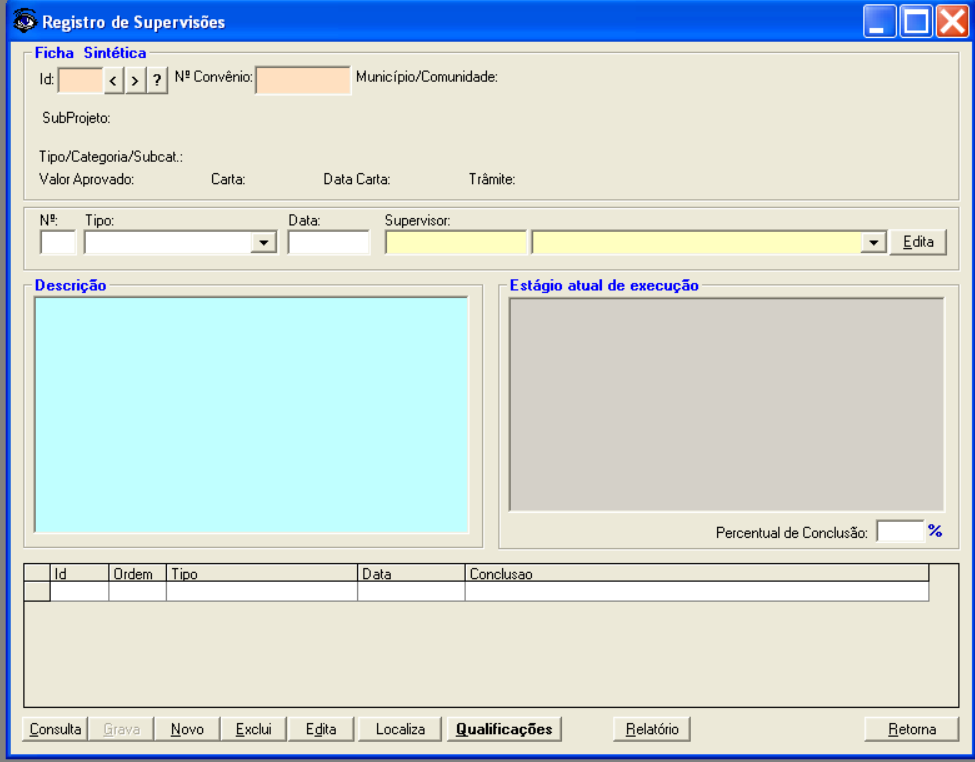 Registro de Supervisões
Ficha Sintética
Id: < > ? Nº Convênio: Município/Comunidade:
SubProjeto:
Tipo/Categoria/Subcat.:
Valor Aprovado: Carta: Data Carta: Trâmite:
Nº: Tipo: Data: Supervisor:
Edita
Descrição
Estágio atual de execução
Percentual de Conclusão: %
Id Ordem Tipo Data Conclusao
Consulta Grava Novo Exclui Edita Localiza Qualificações Relatório Retorna